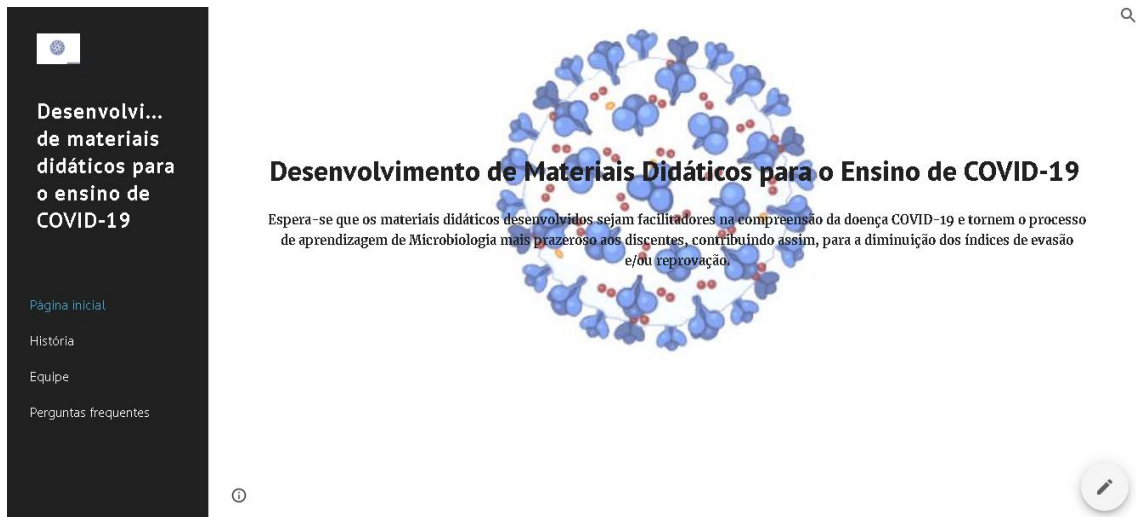 Desenvolvi...
de materiais
didáticos para
o ensino de
COVID-19
Página inicial
História
Equipe
Perguntas frequentes
Desenvolvimento de Materiais Didáticos para o Ensino de COVID-19
Espera-se que os materiais didáticos desenvolvidos sejam facilitadores na compreensão da doença COVID-19 e tornem o processo
de aprendizagem de Microbiologia mais prazeroso aos discentes, contribuindo assim, para a diminuição dos índices de evasão
e/ou reprovação.